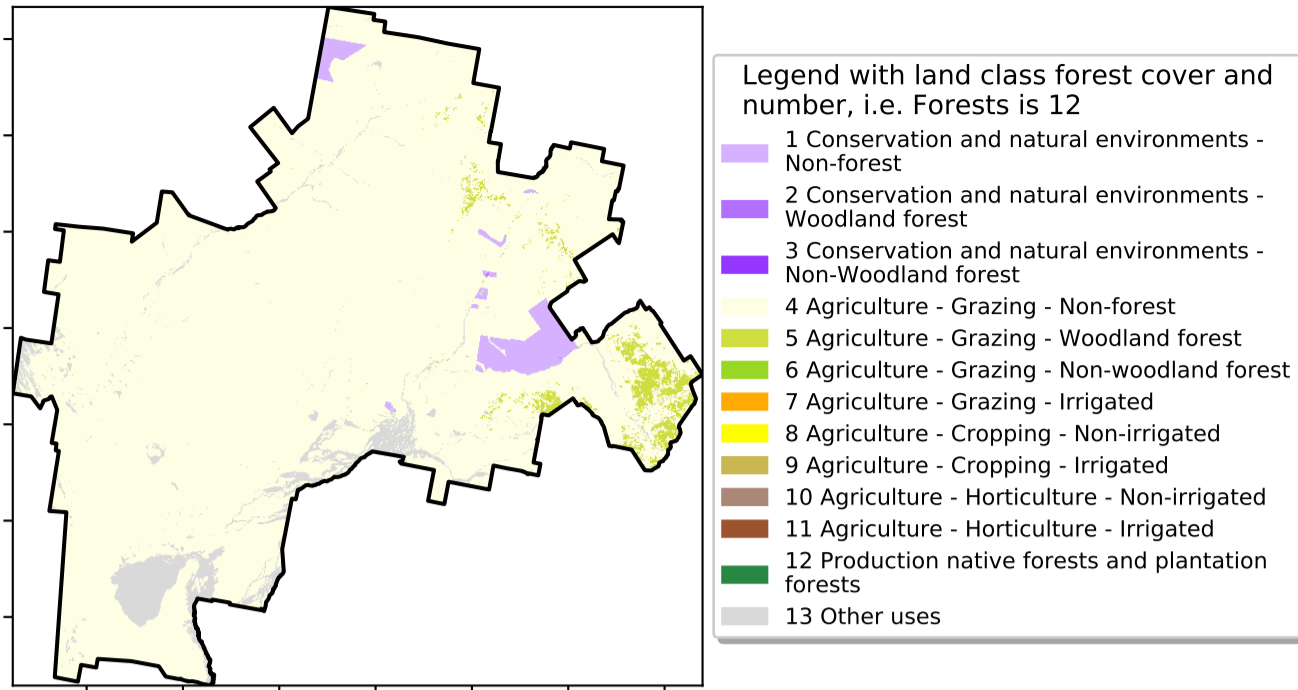 Legend with land class forest cover and
number, i.e. Forests is 12
1 Conservation and natural environments -
Non-forest
2 Conservation and natural environments -
Woodland forest
3 Conservation and natural environments -
Non-Woodland forest
4 Agriculture - Grazing - Non-forest
5 Agriculture - Grazing - Woodland forest
6 Agriculture - Grazing - Non-woodland forest
7 Agriculture - Grazing - Irrigated
8 Agriculture - Cropping - Non-irrigated
9 Agriculture - Cropping - Irrigated
10 Agriculture - Horticulture - Non-irrigated
11 Agriculture - Horticulture - Irrigated
12 Production native forests and plantation
forests
13 Other uses